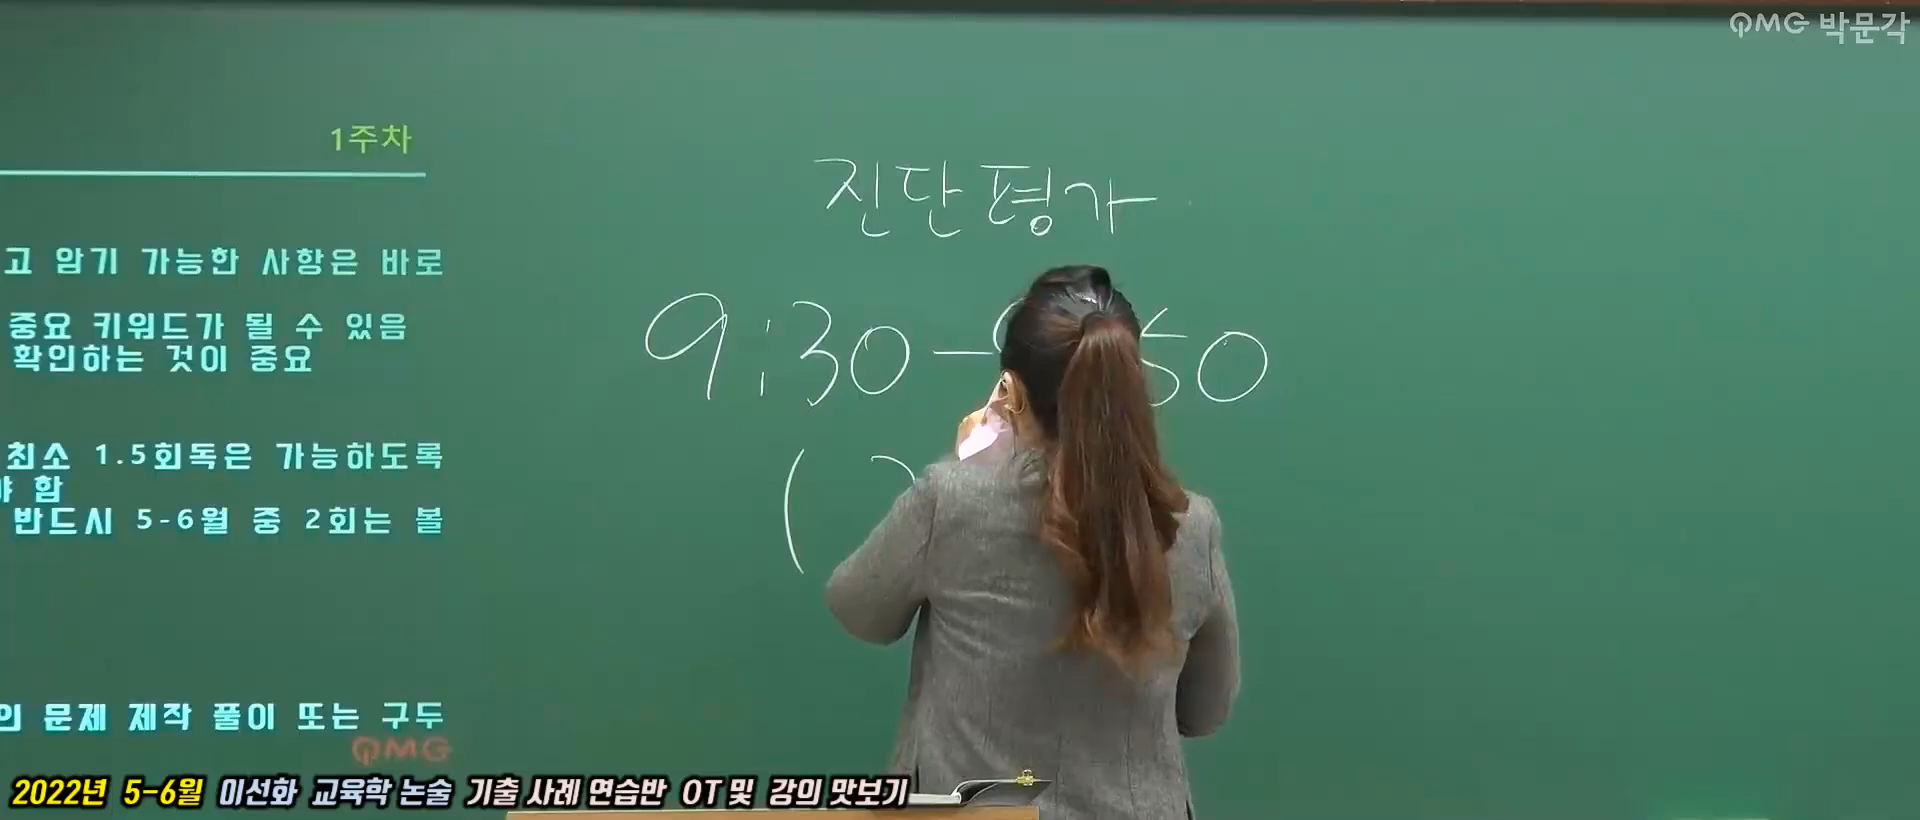 PMG 박문각
1주차
고 암기 가능한 사항은 바로
중요 키워드가 될 수 있음
확인하는 것이 중요
최소 1.5회독은 가능하도록
야 함
반드시 5-6월 중 2회는 볼
의 문제 제작 풀이 또는 구두
PMG
진단평가
9:30-
50
(
2022년 5-6월 이선화 교육학 논술 기출 사례 연습반 OT 및 강의 맛보기